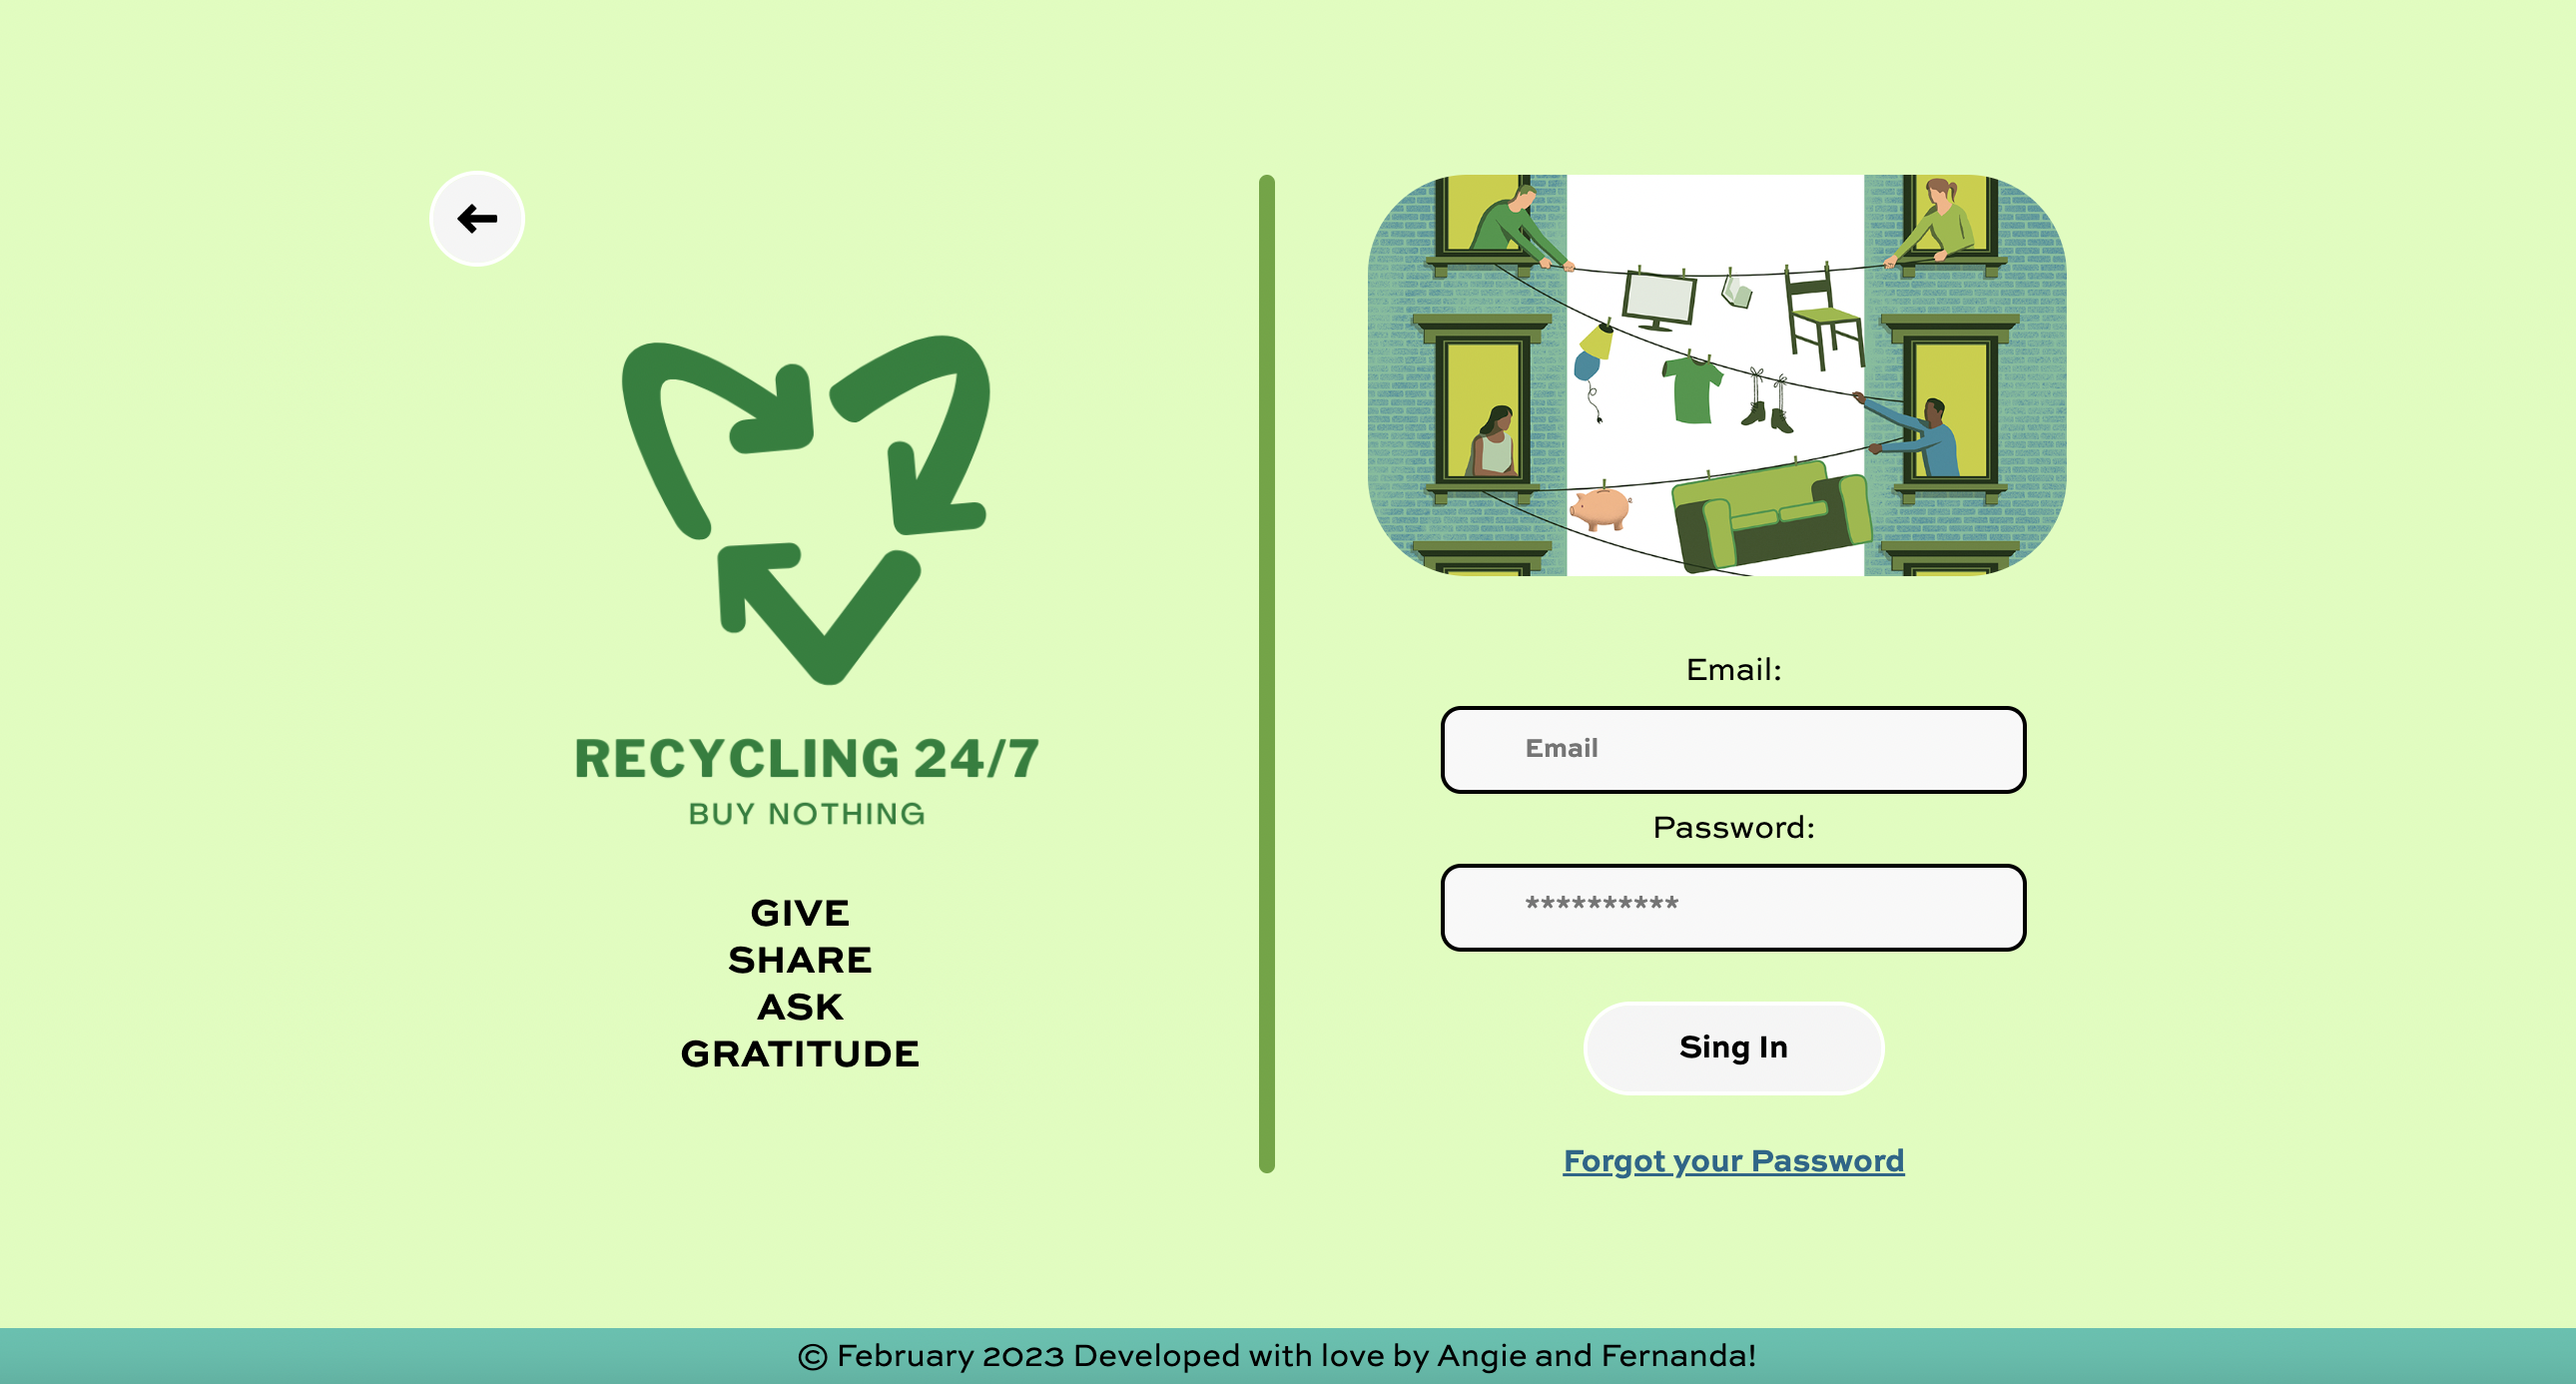 RECYCLING 24/7
BUY NOTHING
GIVE
SHARE
ASK
GRATITUDE
Email:
Email
Password:
**********
Sing In
Forgot your Password
© February 2023 Developed with love by Angie and Fernanda!